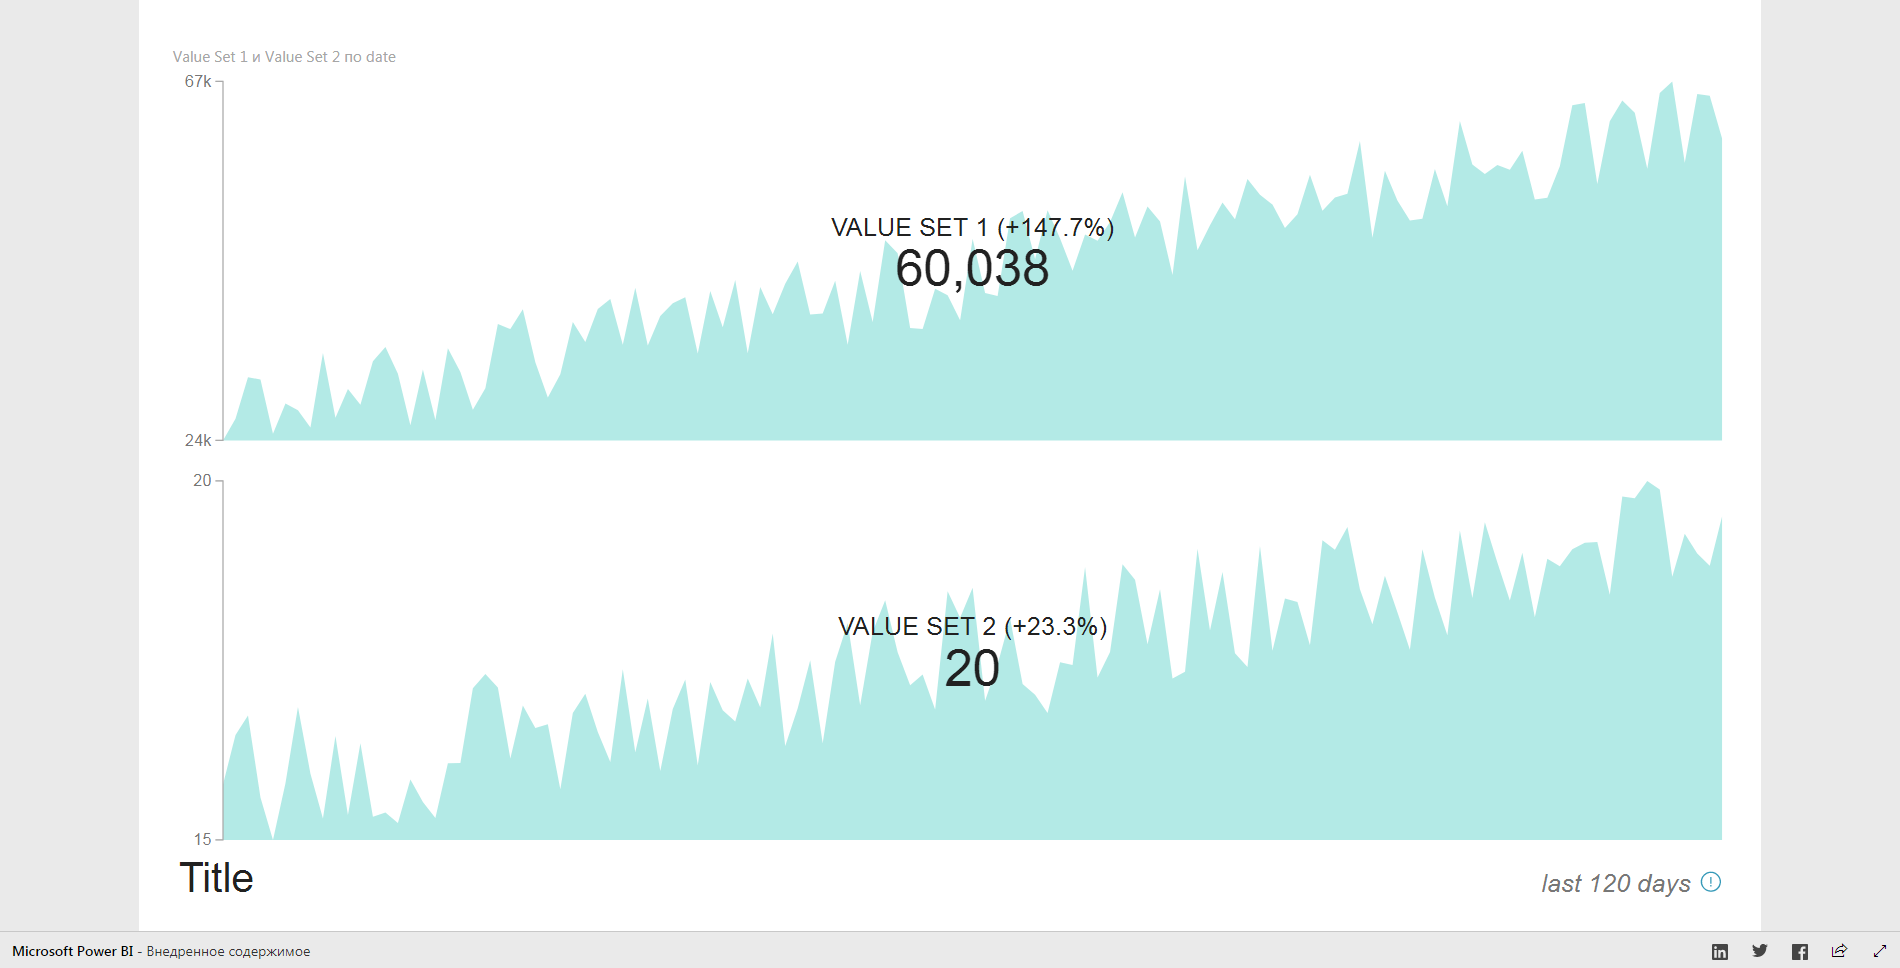 Value Set 1 и Value Set 2 по date
67k
VALUE SET 1 (+147.7%)
60,038
24k
20
VALUE SET 2 (+23.3%)
20
15
Title
last 120 days
Microsoft Power BI - Внедренное содержимое